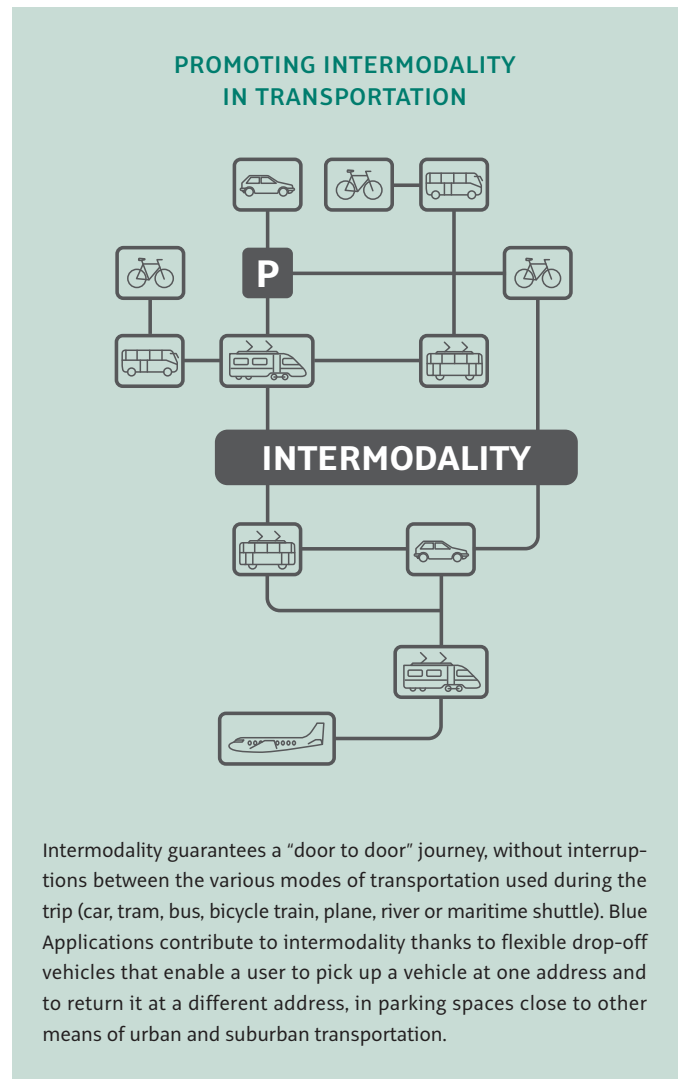 PROMOTING INTERMODALITY
IN TRANSPORTATION
P
INTERMODALITY
Intermodality guarantees a “door to door” journey, without interrup-
tions between the various modes of transportation used during the
trip (car, tram, bus, bicycle train, plane, river or maritime shuttle). Blue
Applications contribute to intermodality thanks to flexible drop-off
vehicles that enable a user to pick up a vehicle at one address and
to return it at a different address, in parking spaces close to other
means of urban and suburban transportation.